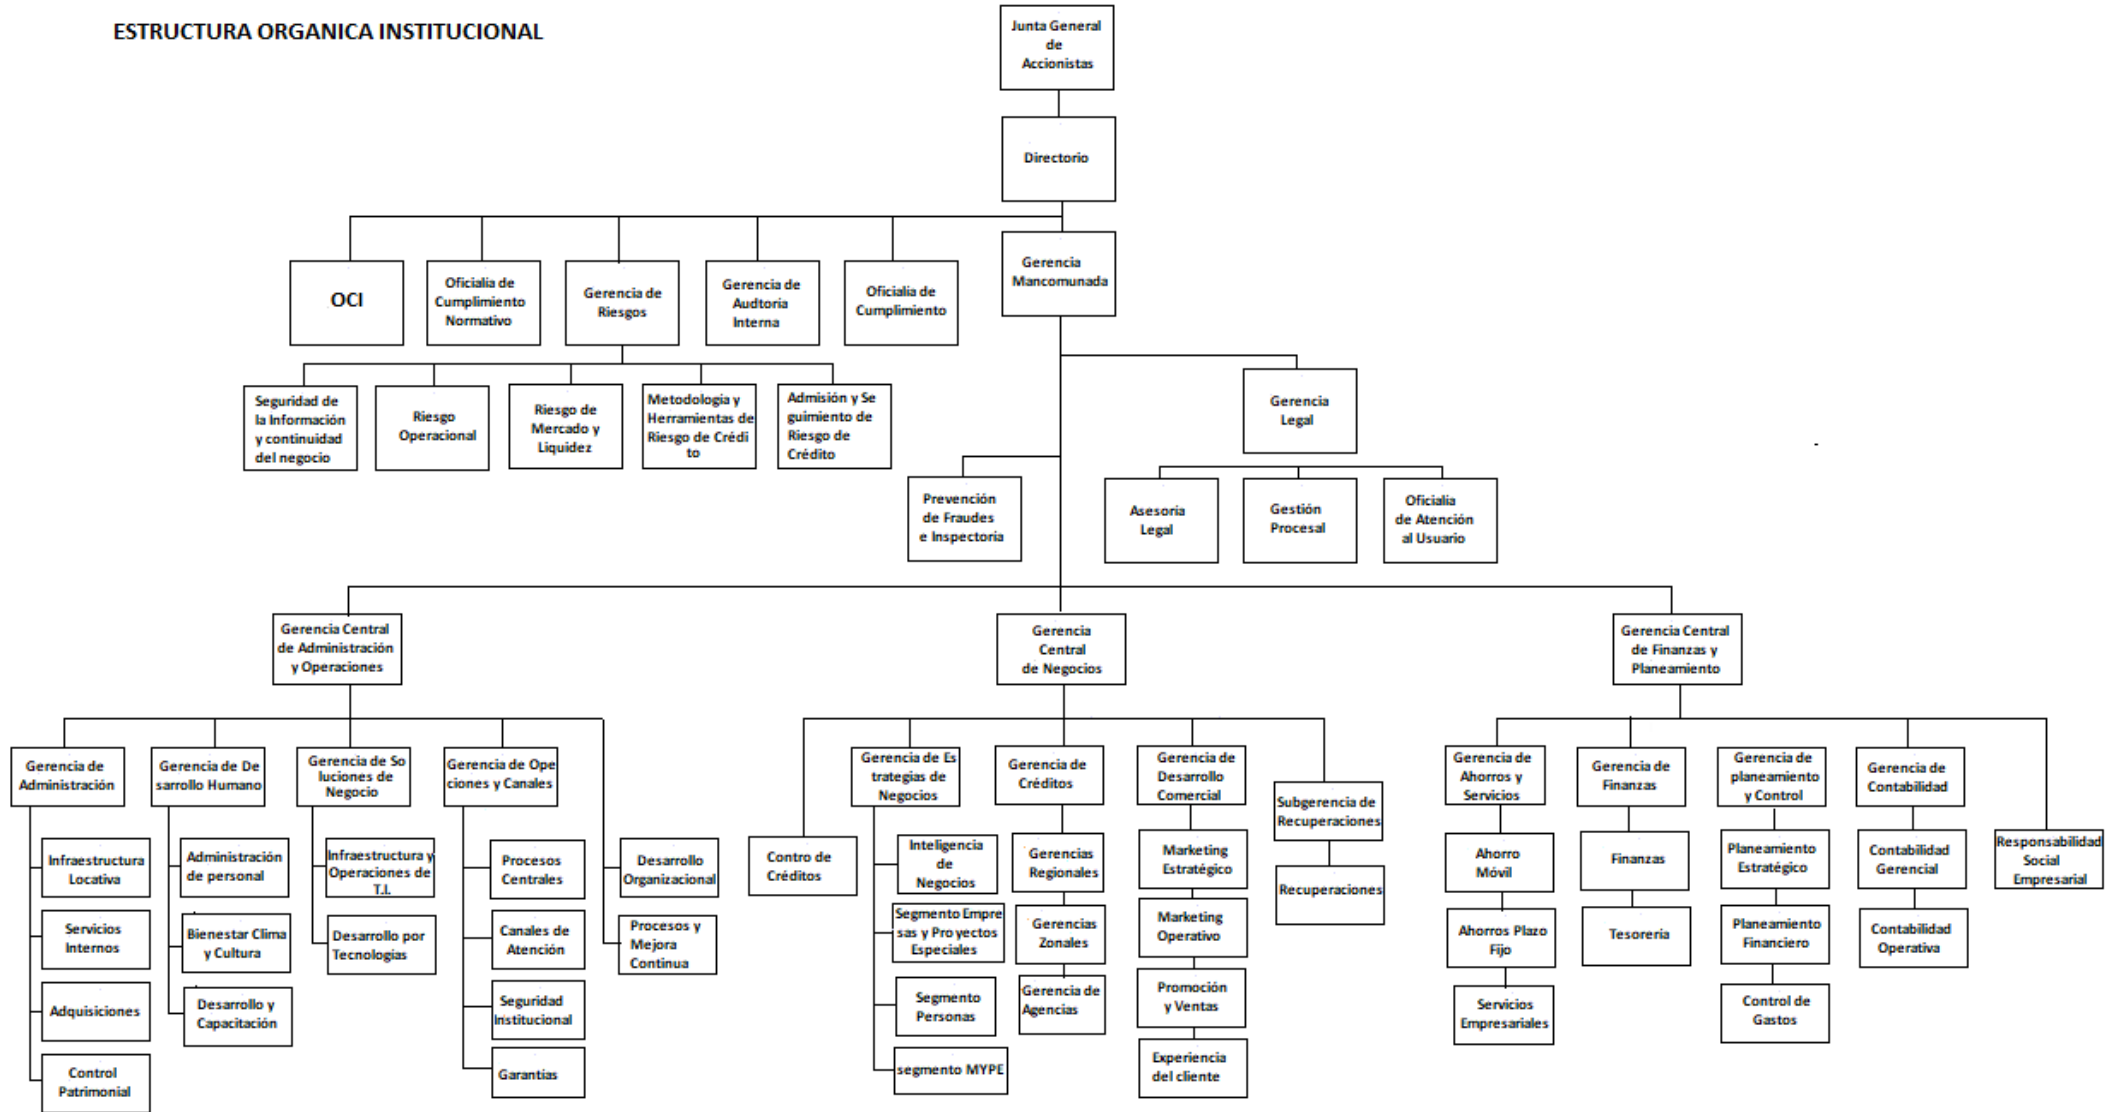 ESTRUCTURA ORGANICA INSTITUCIONAL
Junta General
de
Accionistas
Directorio
OCI
Oficialía de
Cumplimiento
Normativo
Gerencia de
Riesgos
Gerencia de
Audtoria
Interna
Oficialía de
Cumplimiento
Gerencia
Mancomunada
Seguridad de
la Información
y continuidad
del negocio
Riesgo
Operacional
Riesgo de
Mercado y
Liquidez
Metodología y
Herramientas de
Riesgo de Crédi
to
Admisión y Se
guimiento de
Riesgo de
Crédito
Gerencia
Legal
Prevención
de Fraudes
e Inspectoría
Asesoría
Legal
Gestión
Procesal
Oficialía
de Atención
al Usuario
Gerencia Central
de Administración
y Operaciones
Gerencia
Central
de Negocios
Gerencia Central
de Finanzas y
Planeamiento
Gerencia de
Administración
Gerencia de De
sarrollo Humano
Gerencia de So
luciones de
Negocio
Gerencia de Ope
ciones y Canales
Infraestructura
Locativa
Servicios
Internos
Adquisiciones
Control
Patrimonial
Administración
de personal
Bienestar Clima
y Cultura
Desarrollo y
Capacitación
Infraestructura y
Operaciones de
T.I.
Desarrollo por
Tecnologías
Procesos
Centrales
Canales de
Atención
Seguridad
Institucional
Garantías
Desarrollo
Organizacional
Procesos y
Mejora
Continua
Contro de
Créditos
Gerencia de Es
trategias de
Negocios
Inteligencia
de
Negocios
Segmento Empre
sas y Proyectos
Especiales
Segmento
Personas
segmento MYPE
Gerencia de
Créditos
Gerencias
Regionales
Gerencias
Zonales
Gerencia de
Agencias
Gerencia de
Desarrollo
Comercial
Marketing
Estratégico
Marketing
Operativo
Promoción
y Ventas
Experiencia
del cliente
Subgerencia de
Recuperaciones
Recuperaciones
Gerencia de
Ahorros y
Servicios
Ahorro
Móvil
Ahorros Plazo
Fijo
Servicios
Empresariales
Gerencia de
Finanzas
Finanzas
Tesorería
Gerencia de
planeamiento
y Control
Planeamiento
Estratégico
Planeamiento
Financiero
Control de
Gastos
Gerencia de
Contabilidad
Contabilidad
Gerencial
Contabilidad
Operativa
Responsabilidad
Social
Empresarial